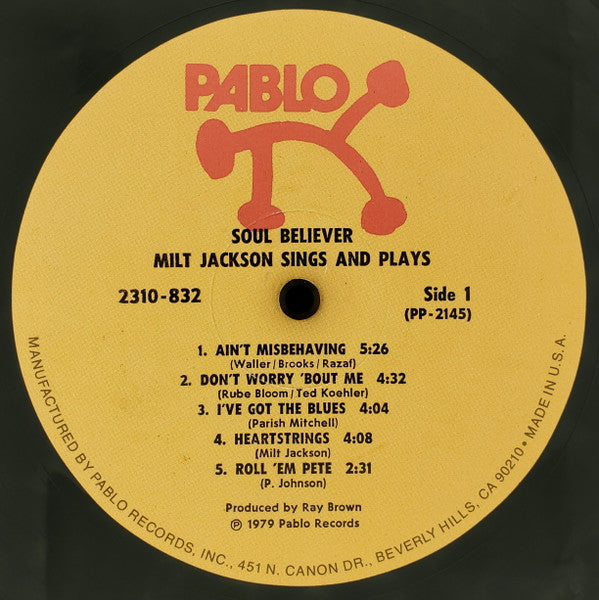 PABLO
SOUL BELIEVER
MILT JACKSON SINGS AND PLAYS
2310-832
Side 1
(PP-2145)
1. AIN'T MISBEHAVING 5:26
(Waller/Brooks/Razaf)
2. DON'T WORRY 'BOUT ME 4:32
(Rube Bloom/Ted Koehler)
3. I'VE GOT THE BLUES 4:04
(Parish Mitchell)
4. HEARTSTRINGS 4:08
(Milt Jackson)
5. ROLL 'EM PETE 2:31
(P. Johnson)
Produced by Ray Brown
℗ 1979 Pablo Records
MANUFACTURED BY PABLO RECORDS, INC., 451 N. CANON DR., BEVERLY HILLS, CA 90210 • MADE IN U.S.A.